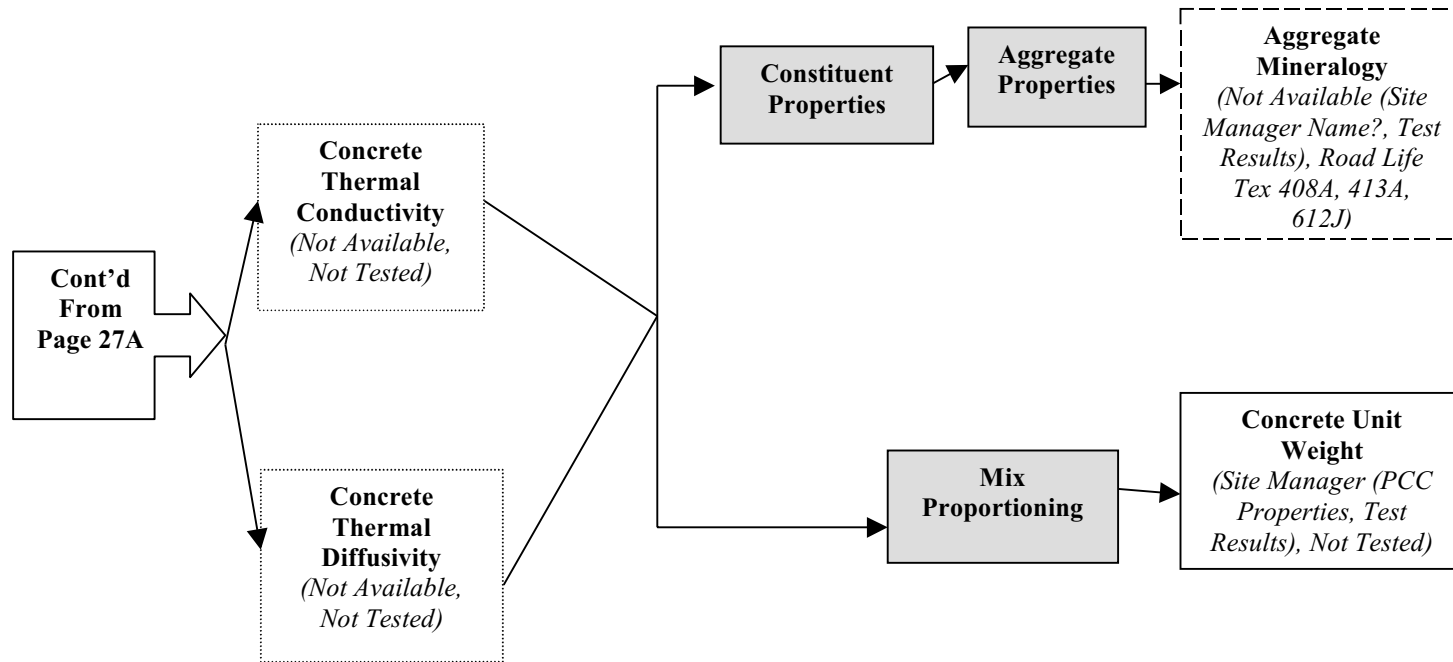 Cont’d
From
Page 27A
Concrete
Thermal
Conductivity
(Not Available,
Not Tested)
Concrete
Thermal
Diffusivity
(Not Available,
Not Tested)
Constituent
Properties
Aggregate
Properties
Aggregate
Mineralogy
(Not Available (Site
Manager Name?, Test
Results), Road Life
Tex 408A, 413A,
612J)
Mix
Proportioning
Concrete Unit
Weight
(Site Manager (PCC
Properties, Test
Results), Not Tested)